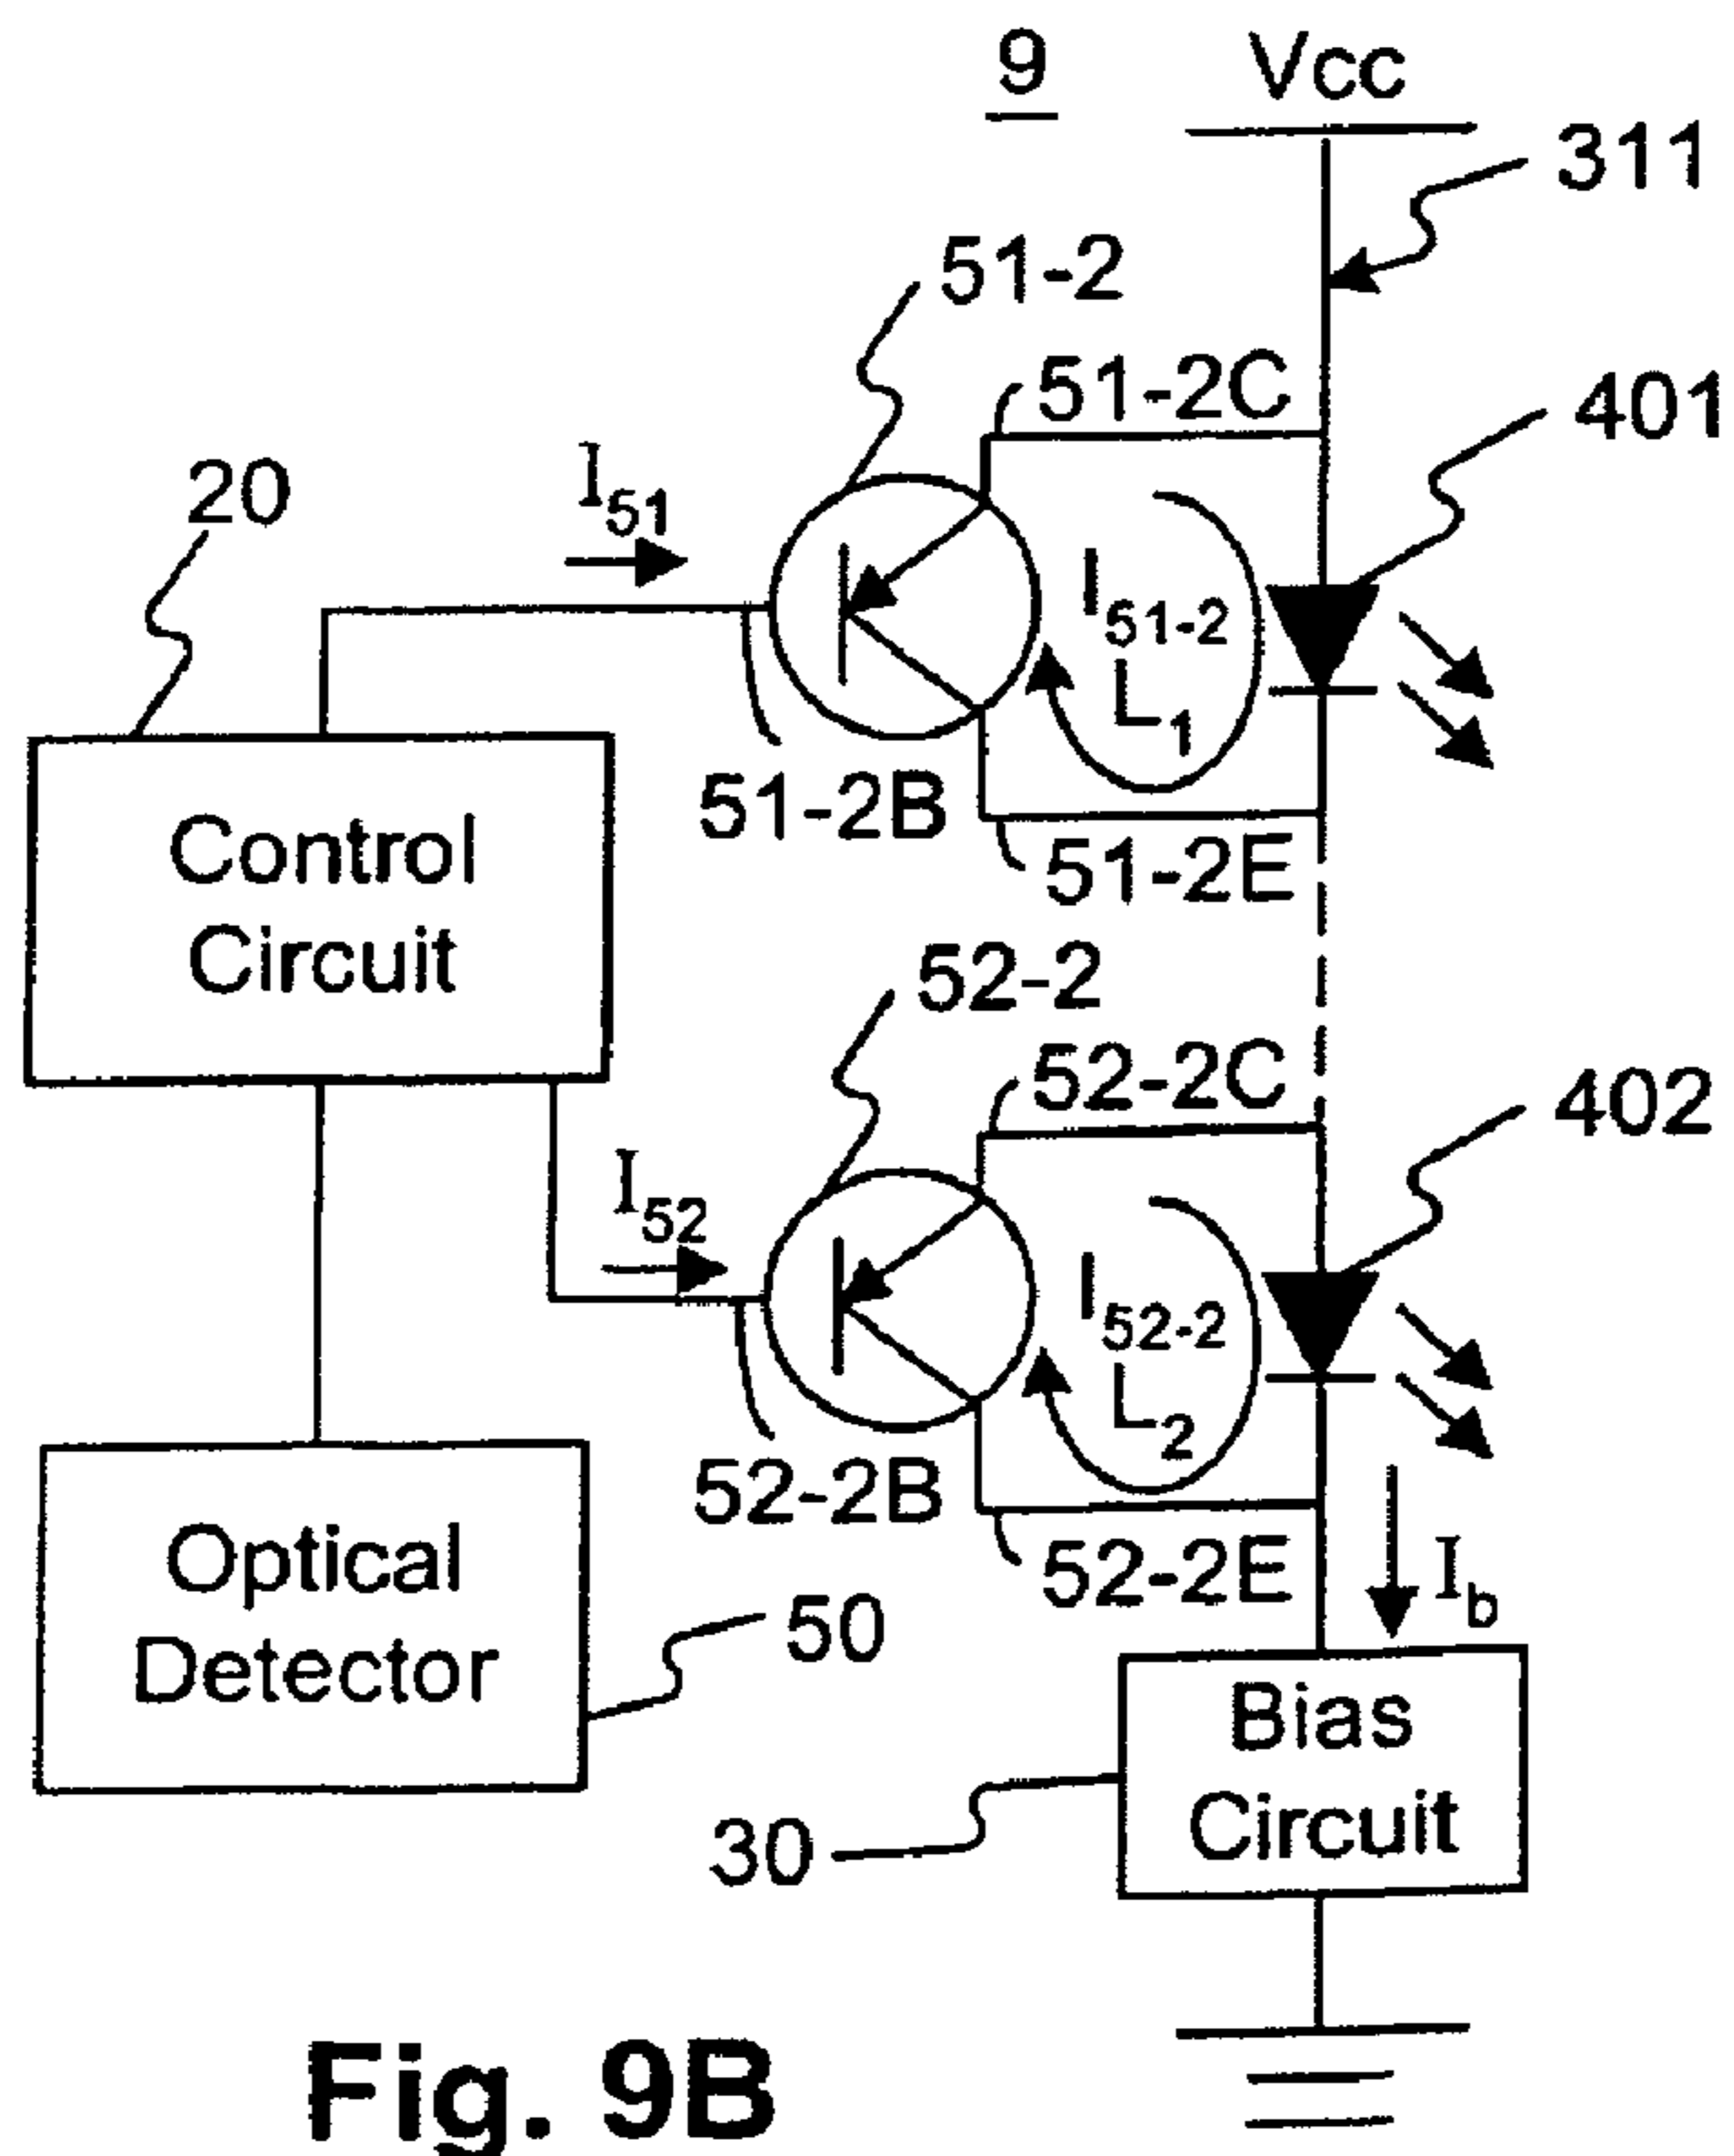 9
Vcc
311
51-2
51-2C
401
20
I51
I51-2
L1
51-2B
51-2E
Control
Circuit
52-2
52-2C
402
I52
I52-2
L2
52-2B
52-2E
Ib
Optical
Detector
50
Bias
Circuit
30
Fig. 9B